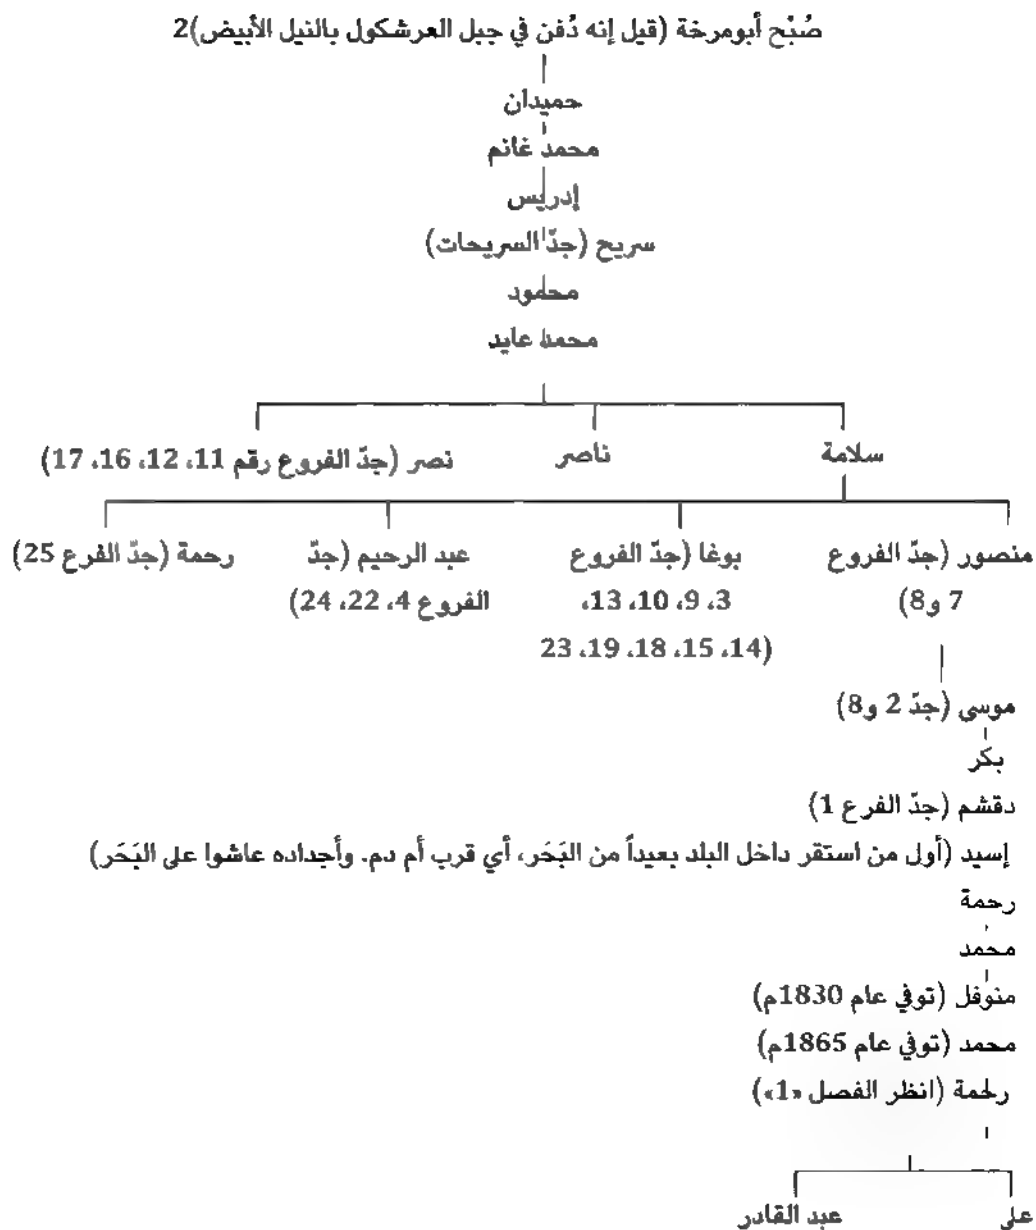 صُبْح أبومرخة (قيل إنه دُفن في جبل العرشكول بالنيل الأبيض)2
حميدان
محمد غانم
إدريس
سريح (جدّ السريحات)
محمود
محمد عايد
سلامة ناصر نصر (جدّ الفروع رقم 11، 12، 16، 17)
منصور (جدّ الفروع بوغا (جدّ الفروع عبد الرحيم (جدّ رحمة (جدّ الفرع 25)
7 و8) 3، 9، 10، 13، الفروع 4، 22، 24)
14، 15، 18، 19، 23)
موسى (جدّ 2 و8)
بكر
دقشم (جدّ الفرع 1)
إسيد (أول من استقر داخل البلد بعيداً من البَحَر، أي قرب أم دم. وأجداده عاشوا على البَحَر)
رحمة
محمد
منوفل (توفي عام 1830م)
محمد (توفي عام 1865م)
رحمة (انظر الفصل «1»)
علي عبد القادر